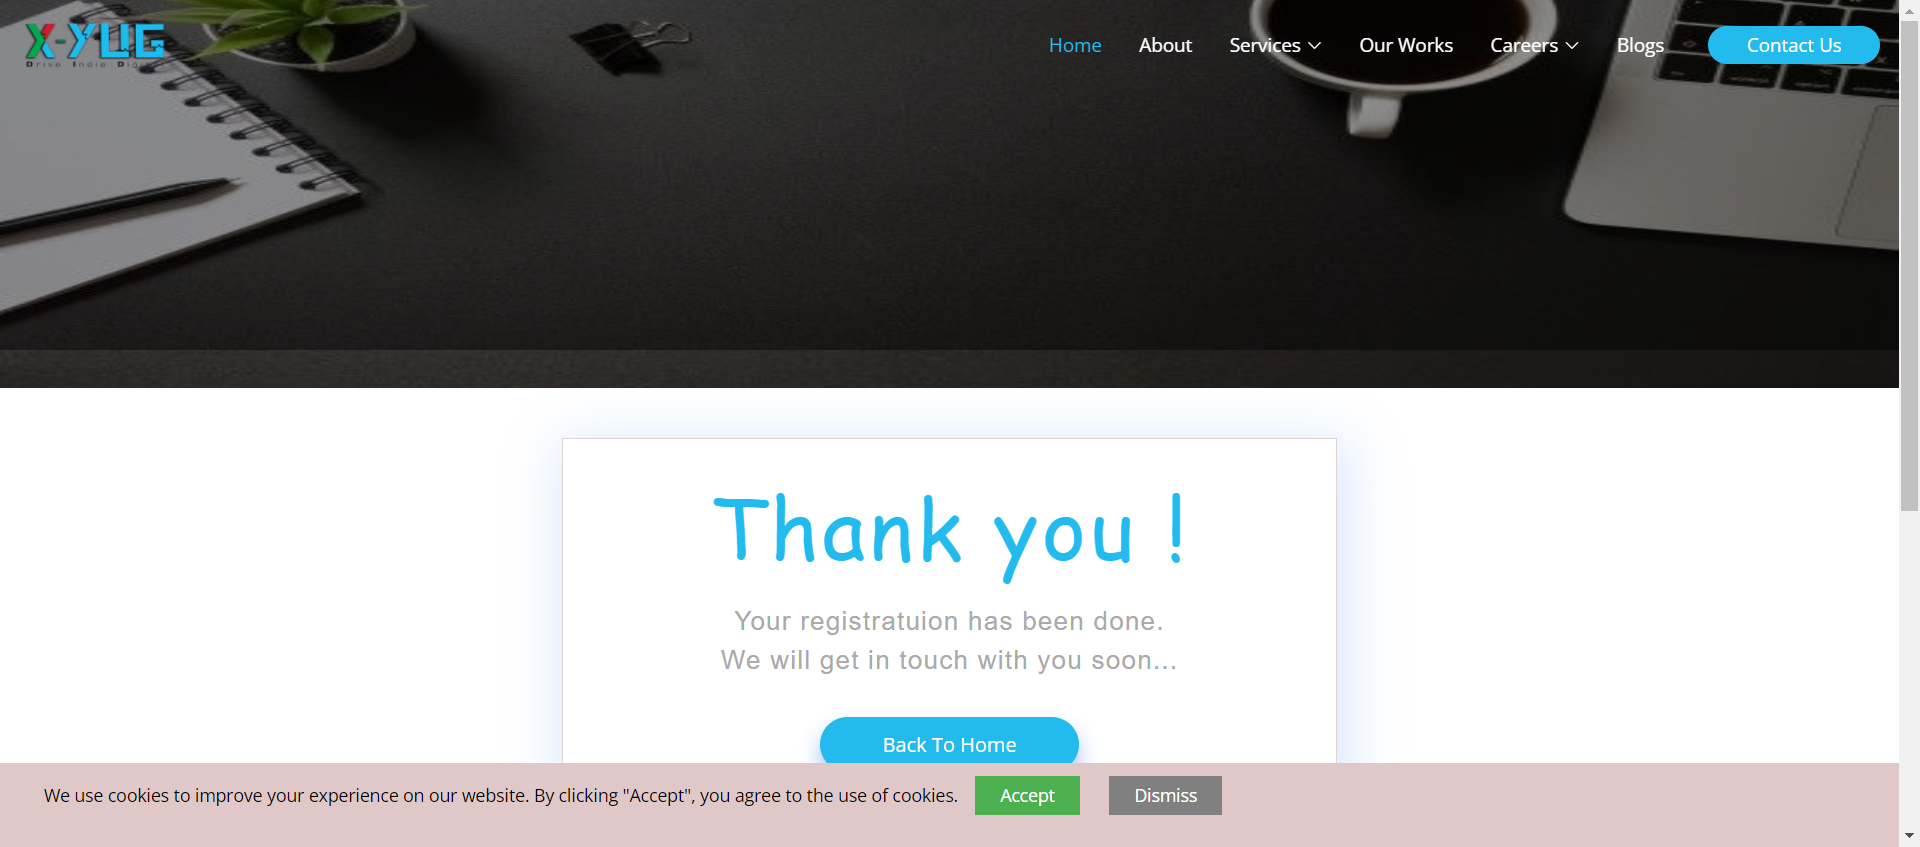 X-YUG
Drive India Digital
Home About Services Our Works Careers Blogs Contact Us
Thank you !
Your registratuion has been done.
We will get in touch with you soon...
Back To Home
We use cookies to improve your experience on our website. By clicking "Accept", you agree to the use of cookies. Accept Dismiss